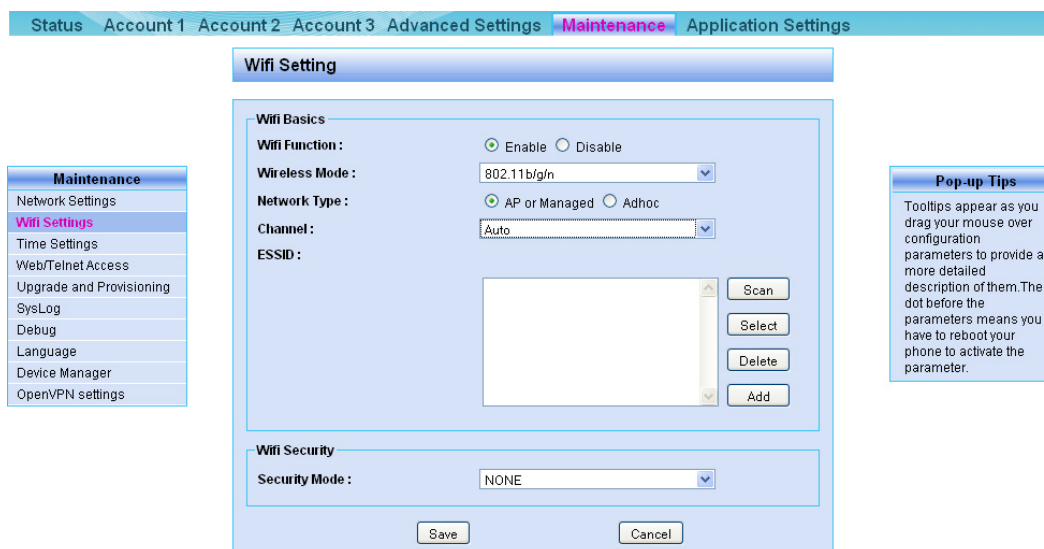 Status Account 1 Account 2 Account 3 Advanced Settings Maintenance Application Settings
Wifi Setting
Maintenance
Network Settings
Wifi Settings
Time Settings
Web/Telnet Access
Upgrade and Provisioning
SysLog
Debug
Language
Device Manager
OpenVPN settings
Wifi Basics
Wifi Function :
Enable Disable
Wireless Mode :
802.11b/g/n
Network Type :
AP or Managed Adhoc
Channel :
Auto
ESSID :
Scan
Select
Delete
Add
Wifi Security
Security Mode :
NONE
Save Cancel
Pop-up Tips
Tooltips appear as you
drag your mouse over
configuration
parameters to provide a
more detailed
description of them.The
dot before the
parameters means you
have to reboot your
phone to activate the
parameter.